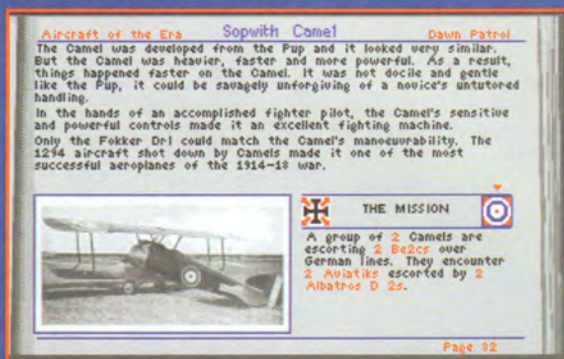 Aircraft of the Era Sopwith Camel Dawn Patrol
The Camel was developed from the Pup and it looked very similar.
But the Camel was heavier, faster and more powerful. As a result,
things happened faster on the Camel. It was not docile and gentle
like the Pup, it could be savagely unforgiving of a novice's untutored
handling.
In the hands of an accomplished fighter pilot, the Camel's sensitive
and powerful controls made it an excellent fighting machine.
Only the Fokker Dr1 could match the Camel's manoeuvrability. The
1294 aircraft shot down by Camels made it one of the most
successful aeroplanes of the 1914-18 war.
THE MISSION
A group of 2 Camels are
escorting 2 Be2cs over
German lines. They encounter
2 Aviatiks escorted by 2
Albatros D 2s.
Page 82